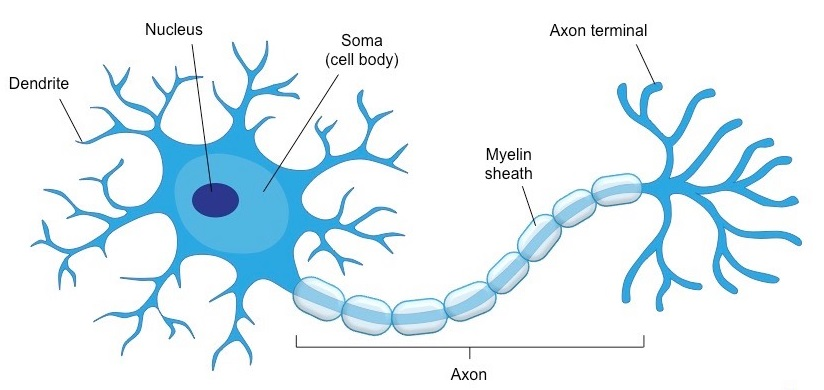 Nucleus
Soma
(cell body)
Axon terminal
Dendrite
Myelin
sheath
Axon